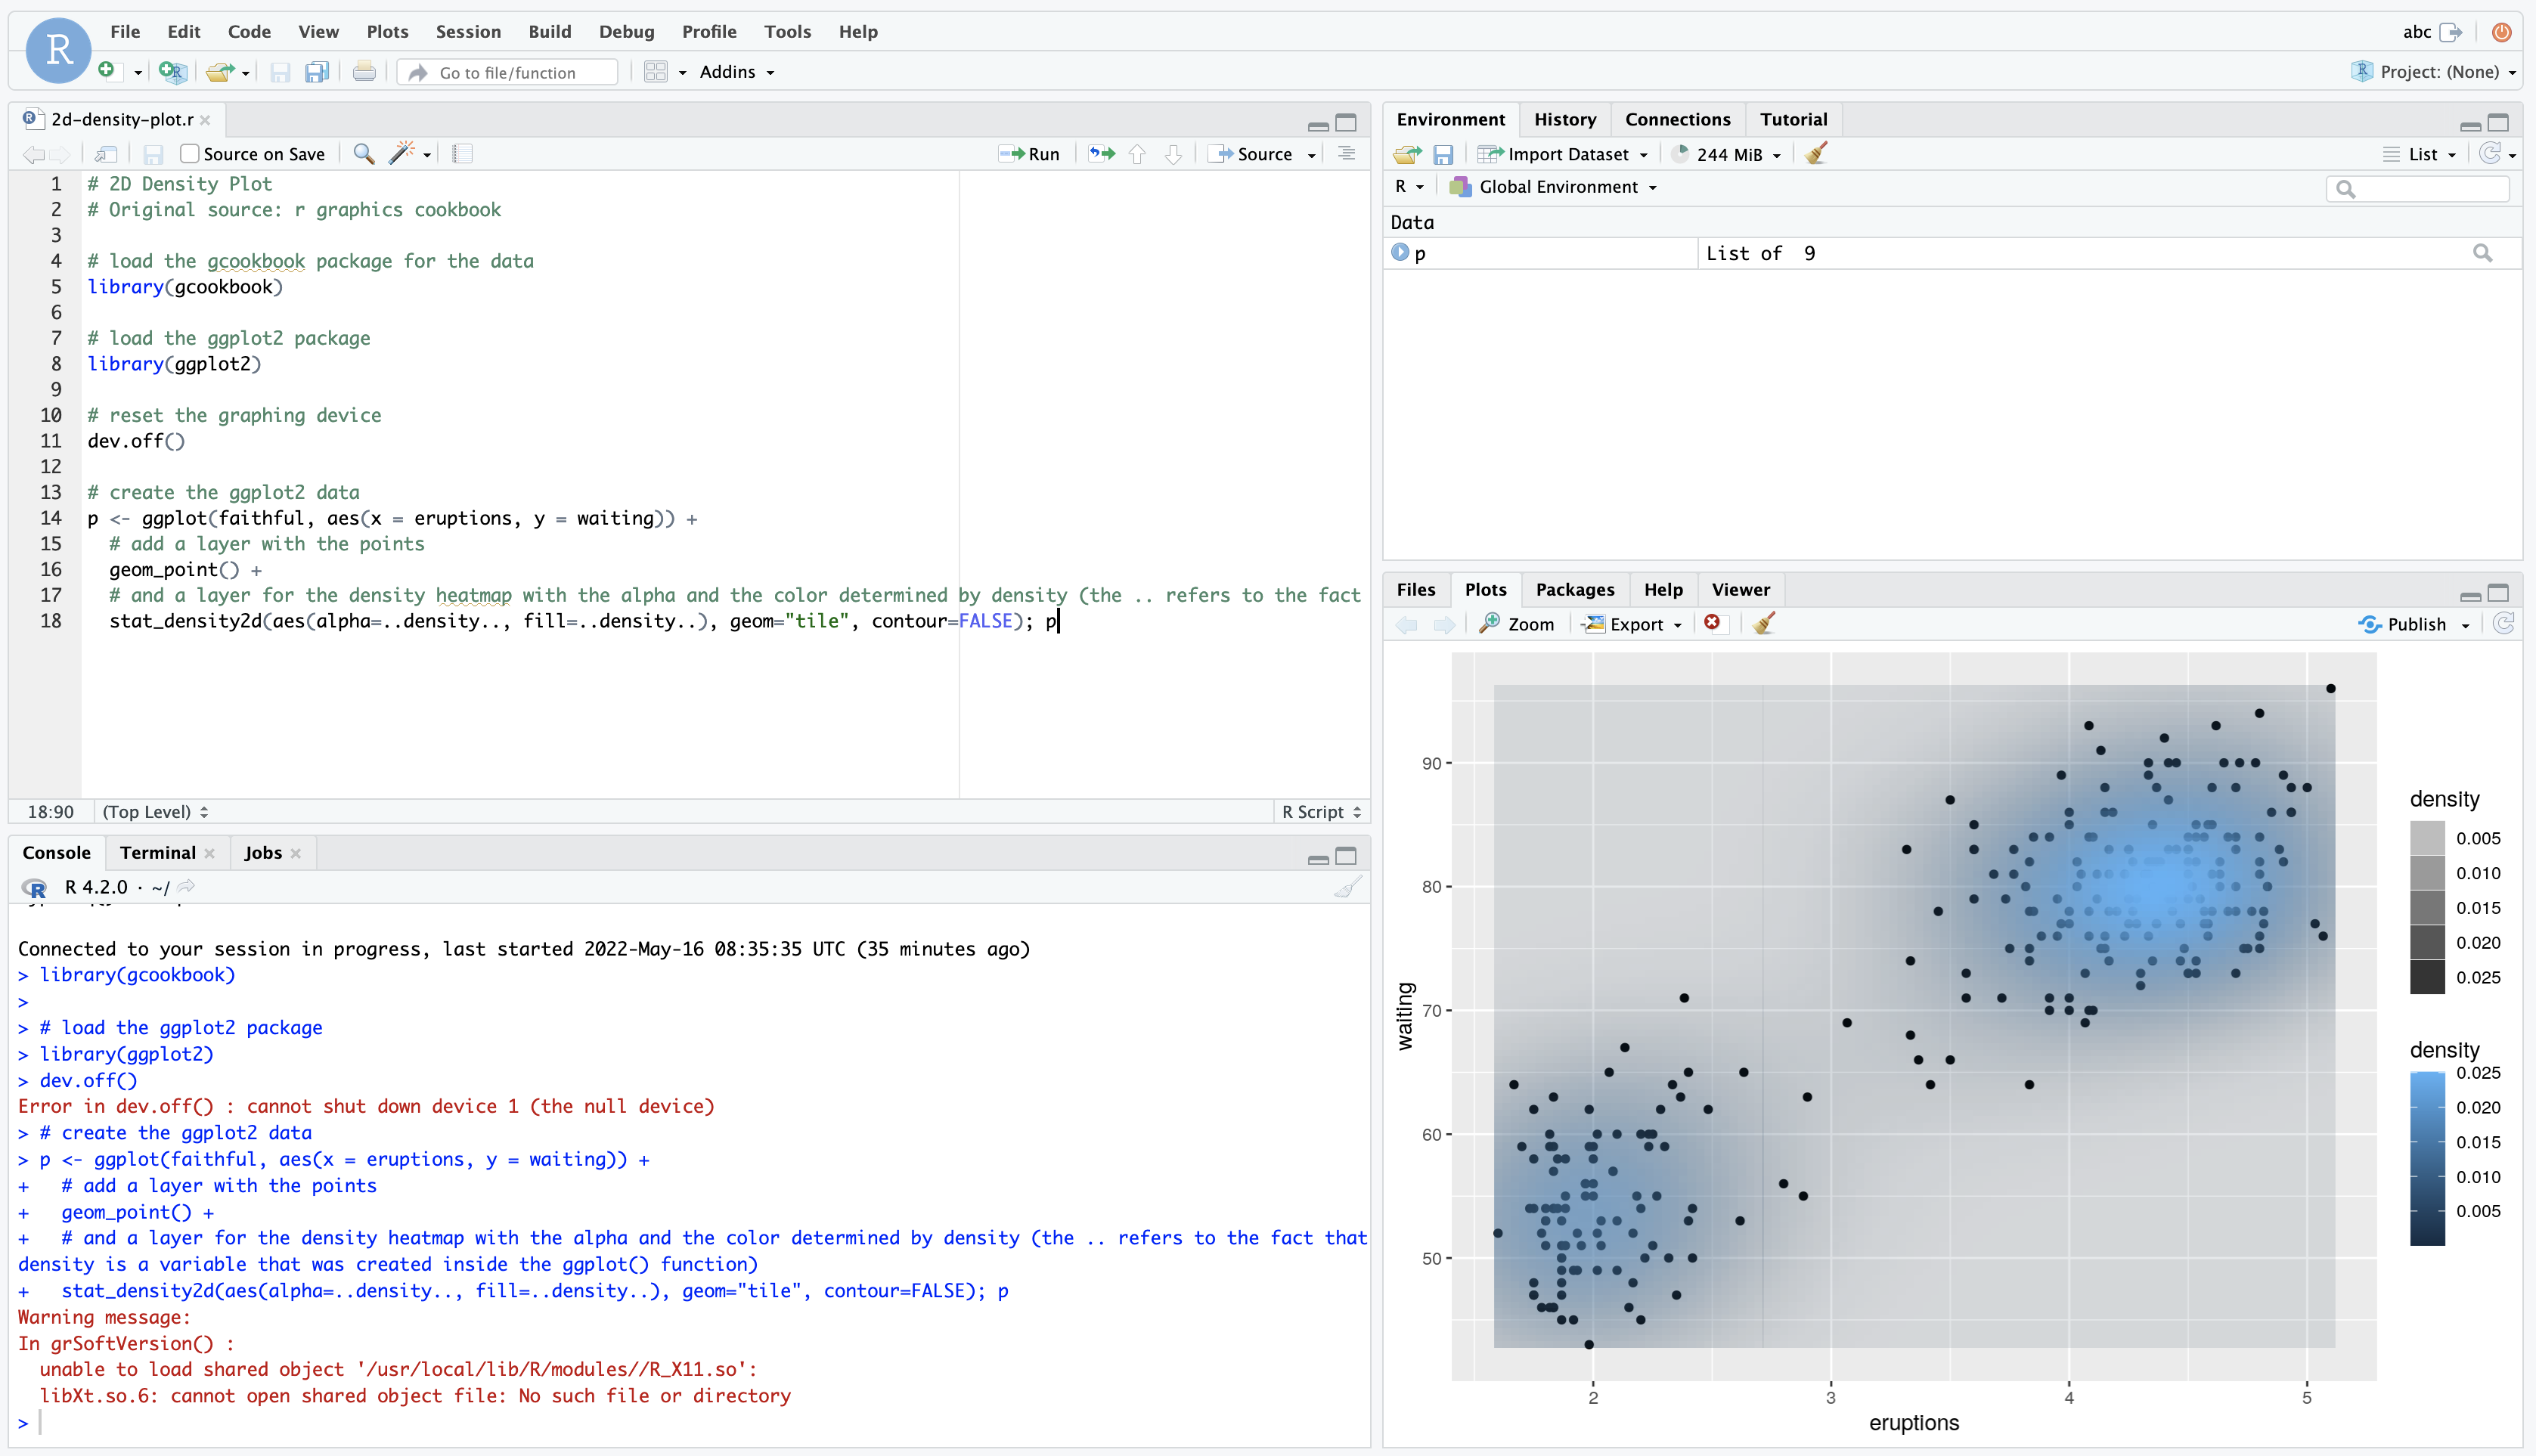 R
File Edit Code View Plots Session Build Debug Profile Tools Help
abc
Go to file/function
Addins
Project: (None)
2d-density-plot.r
Source on Save
Run
Source
1 # 2D Density Plot
2 # Original source: r graphics cookbook
3
4 # load the gcookbook package for the data
5 library(gcookbook)
6
7 # load the ggplot2 package
8 library(ggplot2)
9
10 # reset the graphing device
11 dev.off()
12
13 # create the ggplot2 data
14 p <- ggplot(faithful, aes(x = eruptions, y = waiting)) +
15 # add a layer with the points
16 geom_point() +
17 # and a layer for the density heatmap with the alpha and the color determined by density (the .. refers to the fact
18 stat_density2d(aes(alpha=..density.., fill=..density..), geom="tile", contour=FALSE); p
18:90
(Top Level)
R Script
Console Terminal Jobs
R 4.2.0 · ~/
Connected to your session in progress, last started 2022-May-16 08:35:35 UTC (35 minutes ago)
> library(gcookbook)
>
> # load the ggplot2 package
> library(ggplot2)
> dev.off()
Error in dev.off() : cannot shut down device 1 (the null device)
> # create the ggplot2 data
> p <- ggplot(faithful, aes(x = eruptions, y = waiting)) +
+ # add a layer with the points
+ geom_point() +
+ # and a layer for the density heatmap with the alpha and the color determined by density (the .. refers to the fact that
density is a variable that was created inside the ggplot() function)
+ stat_density2d(aes(alpha=..density.., fill=..density..), geom="tile", contour=FALSE); p
Warning message:
In grSoftVersion() :
unable to load shared object '/usr/local/lib/R/modules//R_X11.so':
libXt.so.6: cannot open shared object file: No such file or directory
>
Environment History Connections Tutorial
Import Dataset
244 MiB
List
R
Global Environment
Data
p
List of 9
Files Plots Packages Help Viewer
Zoom
Export
Publish
waiting
90
80
70
60
50
2 3 4 5
eruptions
density
0.005
0.010
0.015
0.020
0.025
density
0.025
0.020
0.015
0.010
0.005